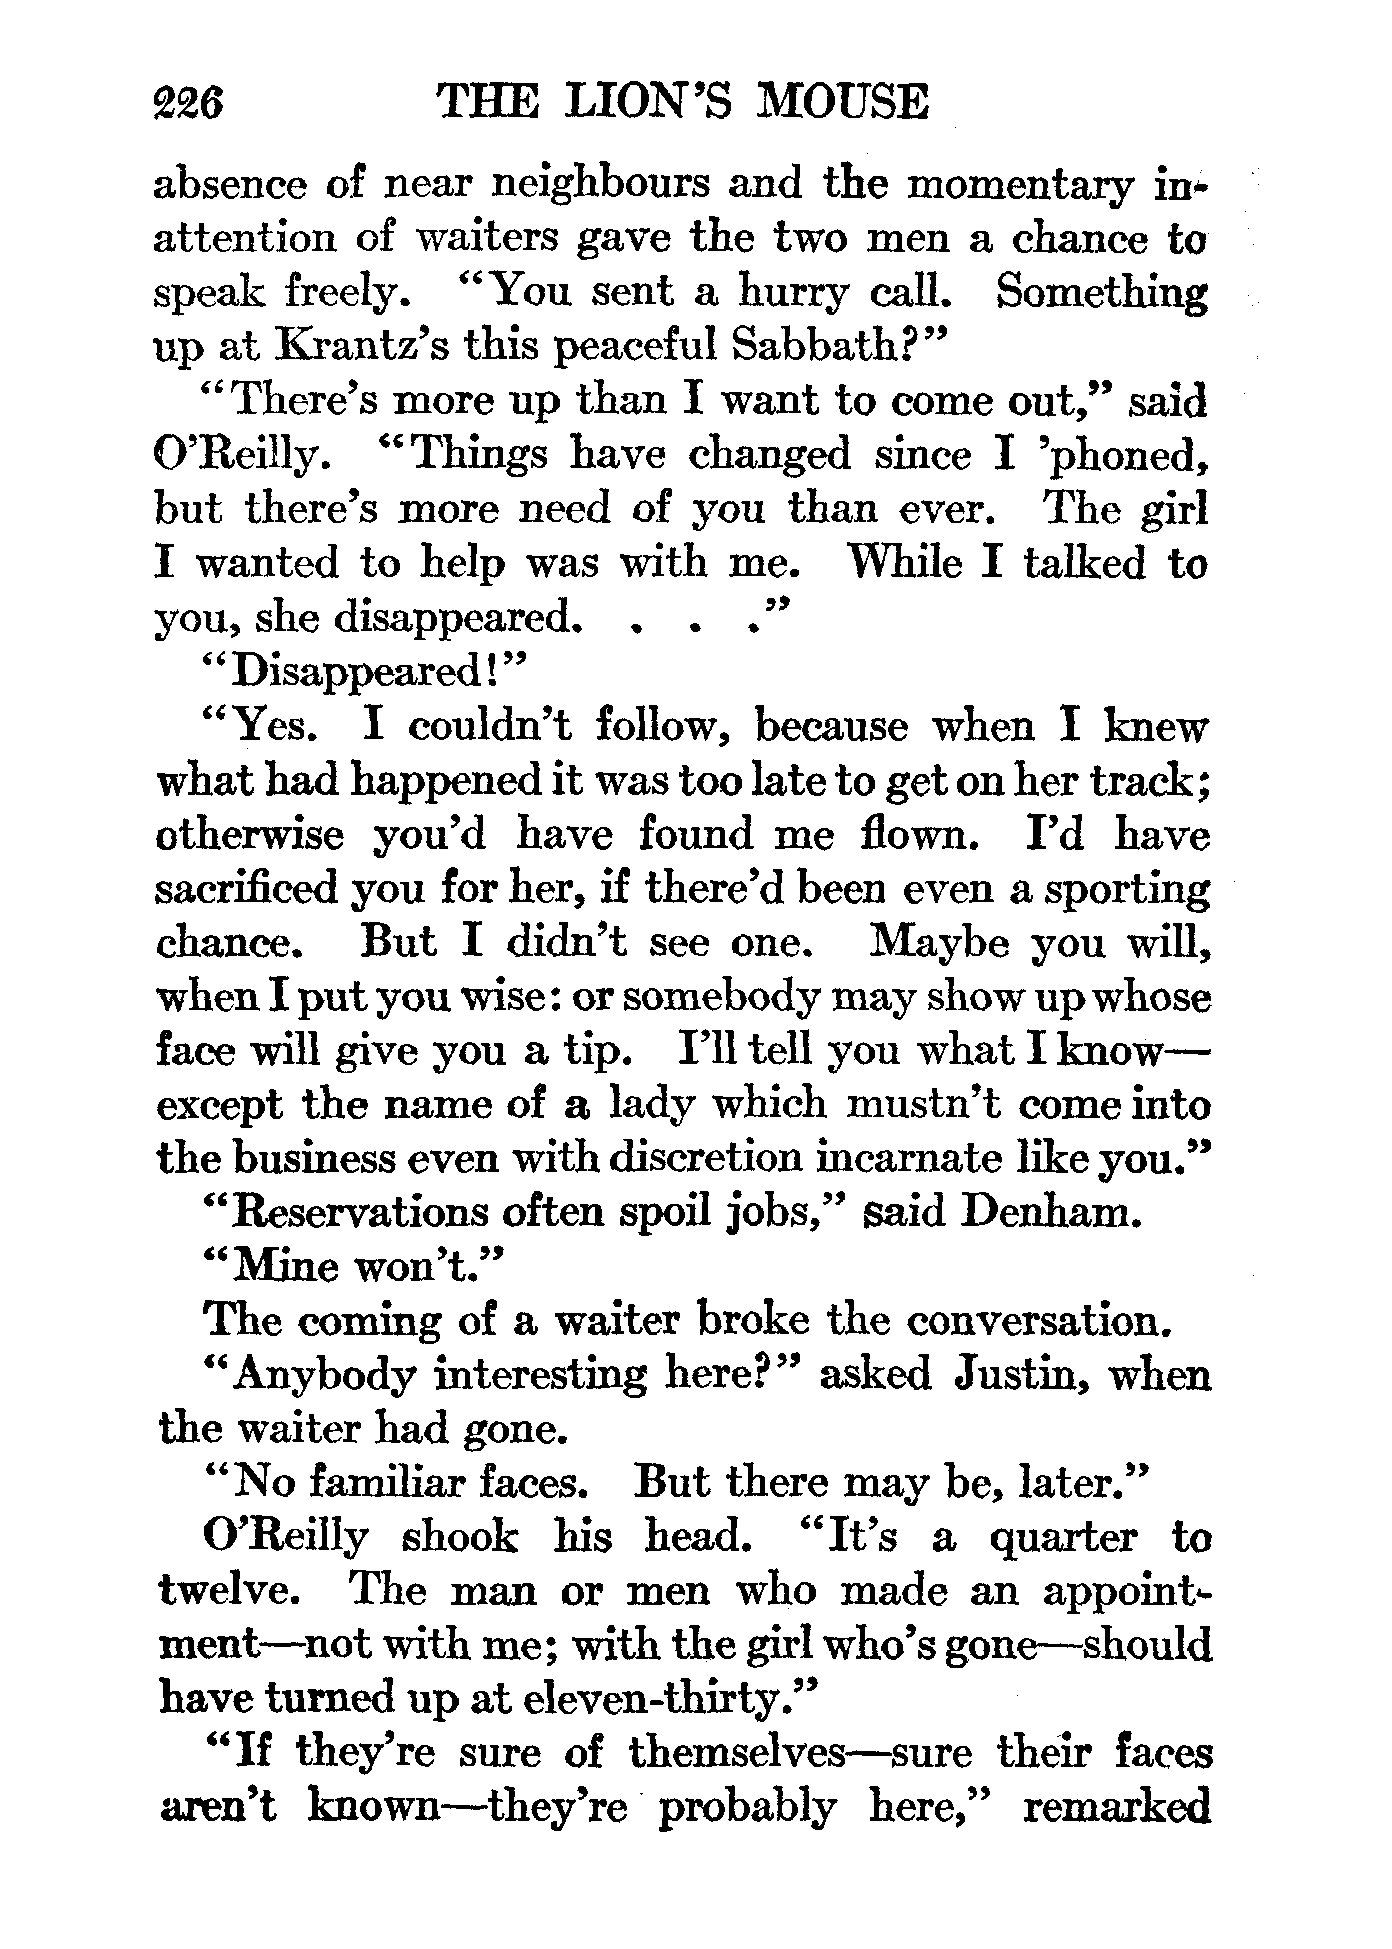 226 THE LION'S MOUSE
absence of near neighbours and the momentary in-
attention of waiters gave the two men a chance to
speak freely. "You sent a hurry call. Something
up at Krantz's this peaceful Sabbath?"
"There's more up than I want to come out," said
O'Reilly. "Things have changed since I 'phoned,
but there's more need of you than ever. The girl
I wanted to help was with me. While I talked to
you, she disappeared. . . ."
"Disappeared!"
"Yes. I couldn't follow, because when I knew
what had happened it was too late to get on her track;
otherwise you'd have found me flown. I'd have
sacrificed you for her, if there'd been even a sporting
chance. But I didn't see one. Maybe you will,
when I put you wise: or somebody may show up whose
face will give you a tip. I'll tell you what I know—
except the name of a lady which mustn't come into
the business even with discretion incarnate like you."
"Reservations often spoil jobs," said Denham.
"Mine won't."
The coming of a waiter broke the conversation.
"Anybody interesting here?" asked Justin, when
the waiter had gone.
"No familiar faces. But there may be, later."
O'Reilly shook his head. "It's a quarter to
twelve. The man or men who made an appoint-
ment—not with me; with the girl who's gone—should
have turned up at eleven-thirty."
"If they're sure of themselves—sure their faces
aren't known—they're probably here," remarked